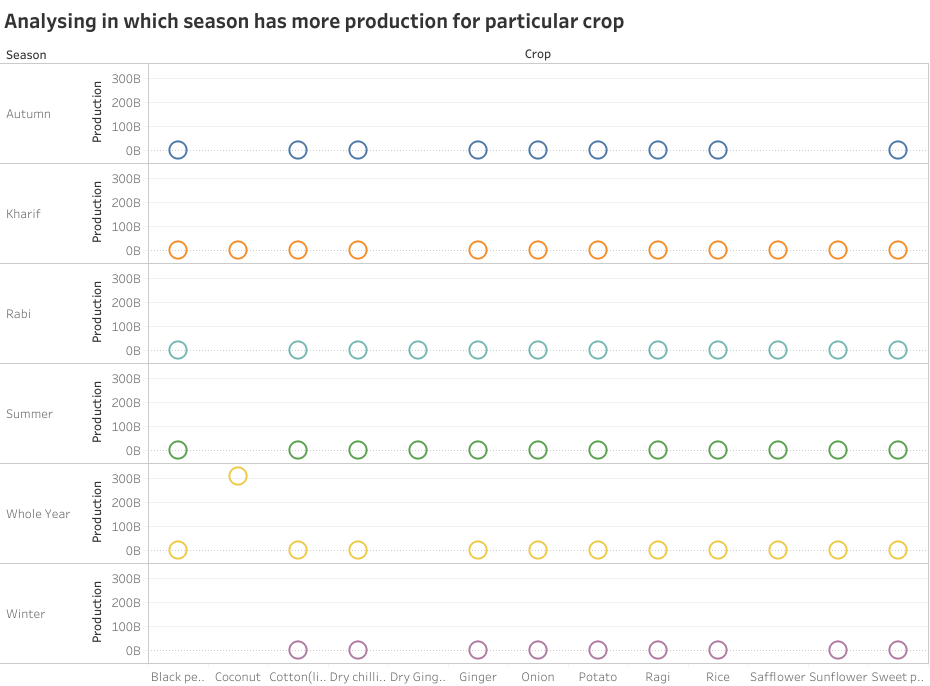 Analysing in which season has more production for particular crop
Season
Crop
Autumn
Production
300B
200B
100B
0B
Kharif
Production
300B
200B
100B
0B
Rabi
Production
300B
200B
100B
0B
Summer
Production
300B
200B
100B
0B
Whole Year
Production
300B
200B
100B
0B
Winter
Production
300B
200B
100B
0B
Black pe.. Coconut Cotton(li.. Dry chilli.. Dry Ging.. Ginger Onion Potato Ragi Rice Safflower Sunflower Sweet p..